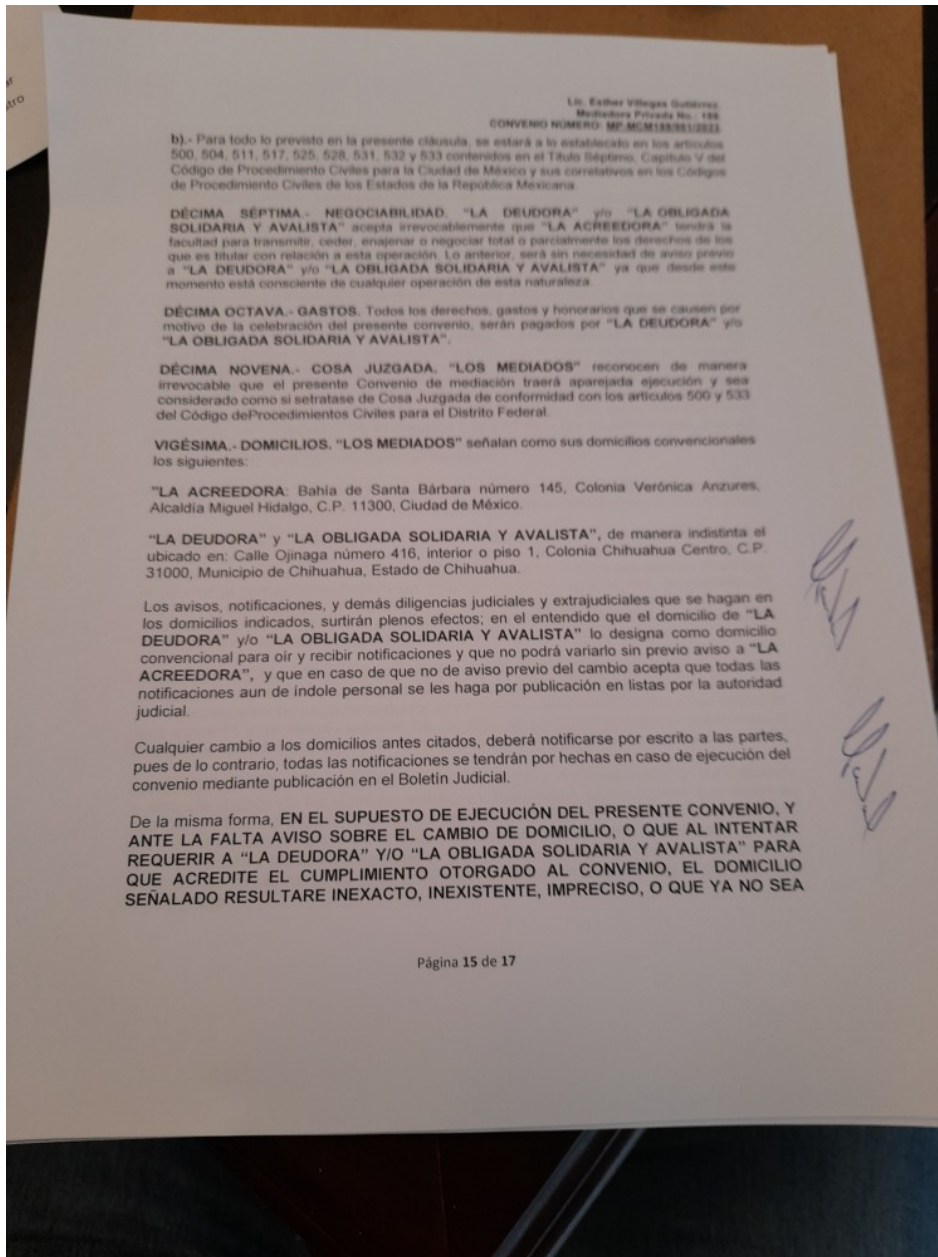 Lic. Esther Villegas Gutiérrez.
Mediadora Privada No.: 188.
CONVENIO NÚMERO:
b).- Para todo lo previsto en la presente cláusula, se estará a lo establecido en los artículos
500, 504, 511, 517, 525, 528, 531, 532 y 533 contenidos en el Título Séptimo, Capítulo V del
Código de Procedimiento Civiles para la Ciudad de México y sus correlativos en los Códigos
de Procedimiento Civiles de los Estados de la República Mexicana.
DÉCIMA SÉPTIMA.- NEGOCIABILIDAD. "LA DEUDORA" y/o "LA OBLIGADA
SOLIDARIA Y AVALISTA" acepta irrevocablemente que "LA ACREEDORA" tendrá la
facultad para transmitir, ceder, enajenar o negociar total o parcialmente los derechos de los
que es titular con relación a esta operación. Lo anterior, será sin necesidad de aviso previo
a "LA DEUDORA" y/o "LA OBLIGADA SOLIDARIA Y AVALISTA" ya que desde este
momento está consciente de cualquier operación de esta naturaleza.
DÉCIMA OCTAVA.- GASTOS. Todos los derechos, gastos y honorarios que se causen por
motivo de la celebración del presente convenio, serán pagados por "LA DEUDORA" y/o
"LA OBLIGADA SOLIDARIA Y AVALISTA".
DÉCIMA NOVENA.- COSA JUZGADA. "LOS MEDIADOS" reconocen de manera
irrevocable que el presente Convenio de mediación traerá aparejada ejecución y sea
considerado como si setratase de Cosa Juzgada de conformidad con los artículos 500 y 533
del Código deProcedimientos Civiles para el Distrito Federal.
VIGÉSIMA.- DOMICILIOS. "LOS MEDIADOS" señalan como sus domicilios convencionales
los siguientes:
"LA ACREEDORA: Bahía de Santa Bárbara número 145, Colonia Verónica Anzures,
Alcaldía Miguel Hidalgo, C.P. 11300, Ciudad de México.
"LA DEUDORA" y "LA OBLIGADA SOLIDARIA Y AVALISTA", de manera indistinta el
ubicado en: Calle Ojinaga número 416, interior o piso 1, Colonia Chihuahua Centro, C.P.
31000, Municipio de Chihuahua, Estado de Chihuahua.
Los avisos, notificaciones, y demás diligencias judiciales y extrajudiciales que se hagan en
los domicilios indicados, surtirán plenos efectos; en el entendido que el domicilio de "LA
DEUDORA" y/o "LA OBLIGADA SOLIDARIA Y AVALISTA" lo designa como domicilio
convencional para oír y recibir notificaciones y que no podrá variarlo sin previo aviso a "LA
ACREEDORA", y que en caso de que no de aviso previo del cambio acepta que todas las
notificaciones aun de índole personal se les haga por publicación en listas por la autoridad
judicial.
Cualquier cambio a los domicilios antes citados, deberá notificarse por escrito a las partes,
pues de lo contrario, todas las notificaciones se tendrán por hechas en caso de ejecución del
convenio mediante publicación en el Boletín Judicial.
De la misma forma, EN EL SUPUESTO DE EJECUCIÓN DEL PRESENTE CONVENIO, Y
ANTE LA FALTA AVISO SOBRE EL CAMBIO DE DOMICILIO, O QUE AL INTENTAR
REQUERIR A "LA DEUDORA" Y/O "LA OBLIGADA SOLIDARIA Y AVALISTA" PARA
QUE ACREDITE EL CUMPLIMIENTO OTORGADO AL CONVENIO, EL DOMICILIO
SEÑALADO RESULTARE INEXACTO, INEXISTENTE, IMPRECISO, O QUE YA NO SEA
Página 15 de 17